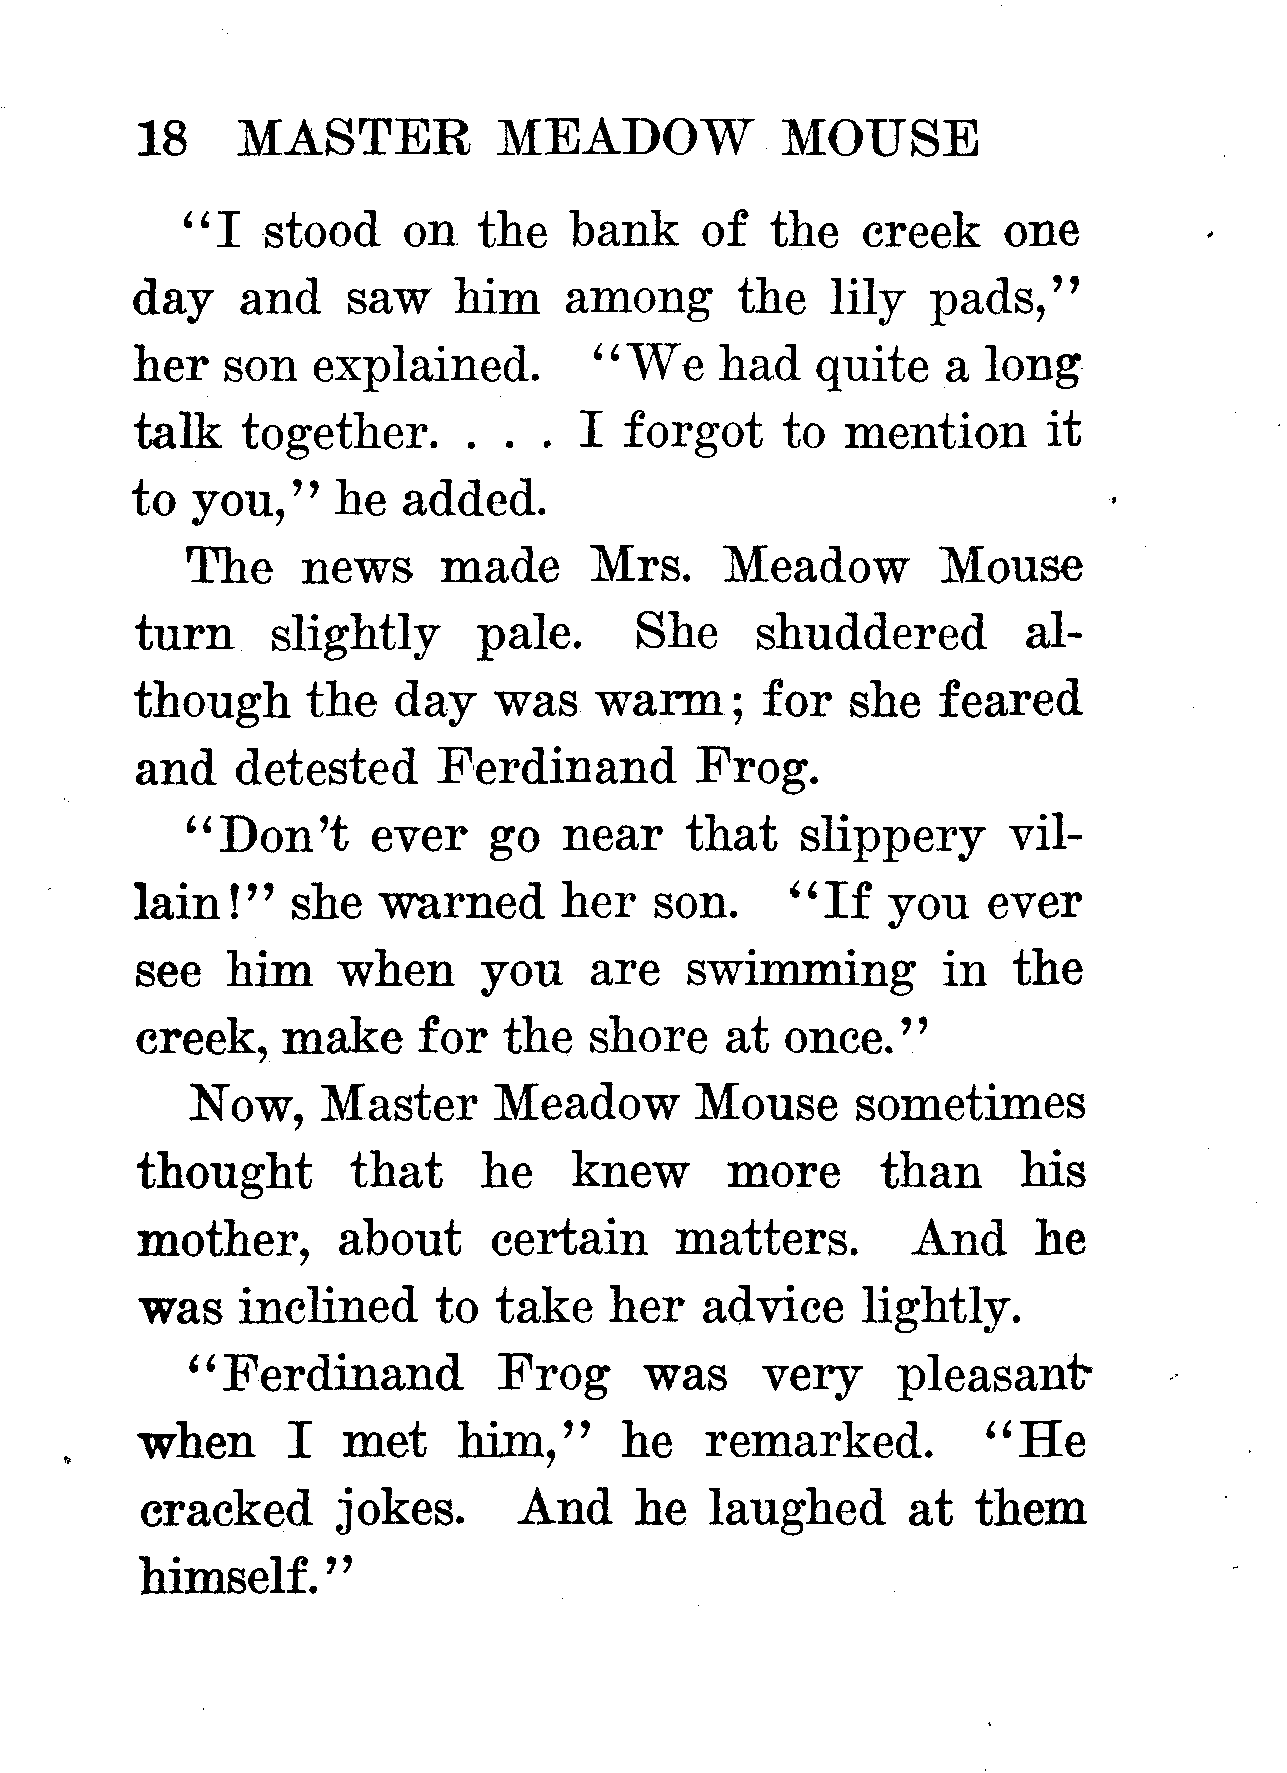 18 MASTER MEADOW MOUSE
“I stood on the bank of the creek one
day and saw him among the lily pads,”
her son explained. “We had quite a long
talk together. . . . I forgot to mention it
to you,” he added.
The news made Mrs. Meadow Mouse
turn slightly pale. She shuddered al-
though the day was warm; for she feared
and detested Ferdinand Frog.
“Don’t ever go near that slippery vil-
lain!” she warned her son. “If you ever
see him when you are swimming in the
creek, make for the shore at once.”
Now, Master Meadow Mouse sometimes
thought that he knew more than his
mother, about certain matters. And he
was inclined to take her advice lightly.
“Ferdinand Frog was very pleasant
when I met him,” he remarked. “He
cracked jokes. And he laughed at them
himself.”